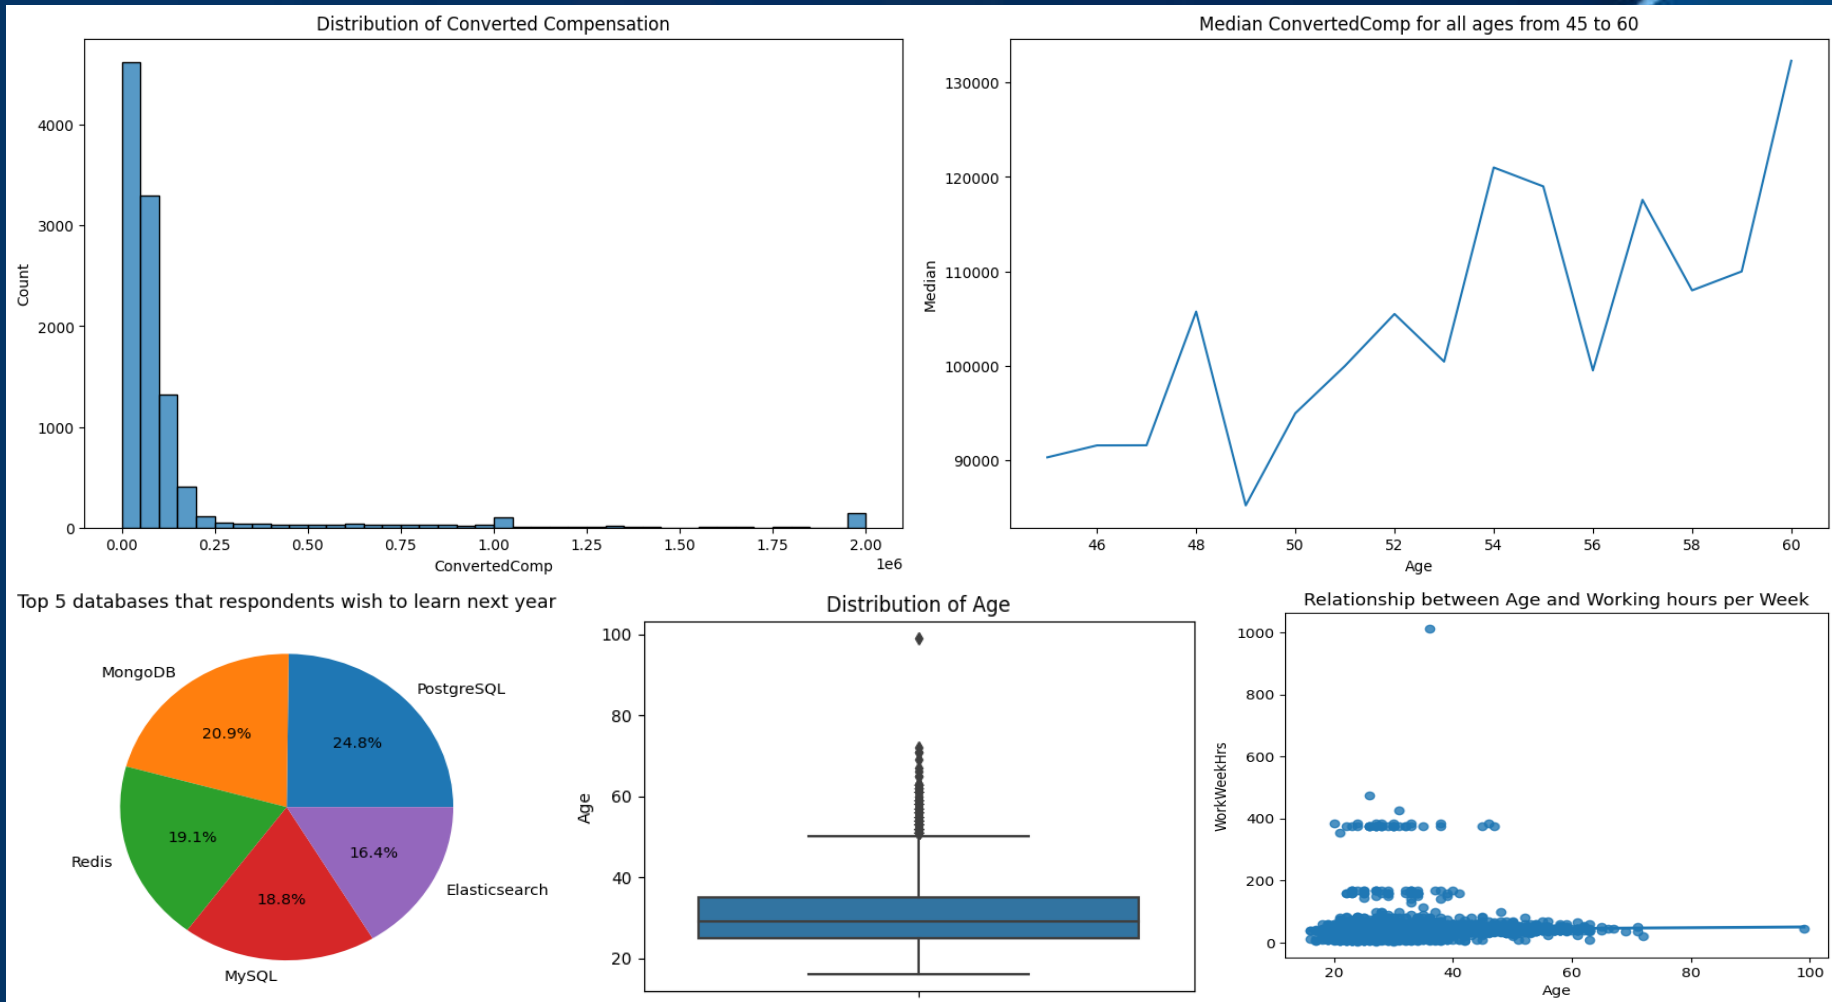 Distribution of Converted Compensation
Count
4000
3000
2000
1000
0
0.00 0.25 0.50 0.75 1.00 1.25 1.50 1.75 2.00
1e6
ConvertedComp
Median ConvertedComp for all ages from 45 to 60
Median
130000
120000
110000
100000
90000
46 48 50 52 54 56 58 60
Age
Top 5 databases that respondents wish to learn next year
MongoDB
PostgreSQL
20.9%
24.8%
19.1%
16.4%
Redis
Elasticsearch
18.8%
MySQL
Distribution of Age
Age
100
80
60
40
20
Relationship between Age and Working hours per Week
WorkWeekHrs
1000
800
600
400
200
0
20 40 60 80 100
Age